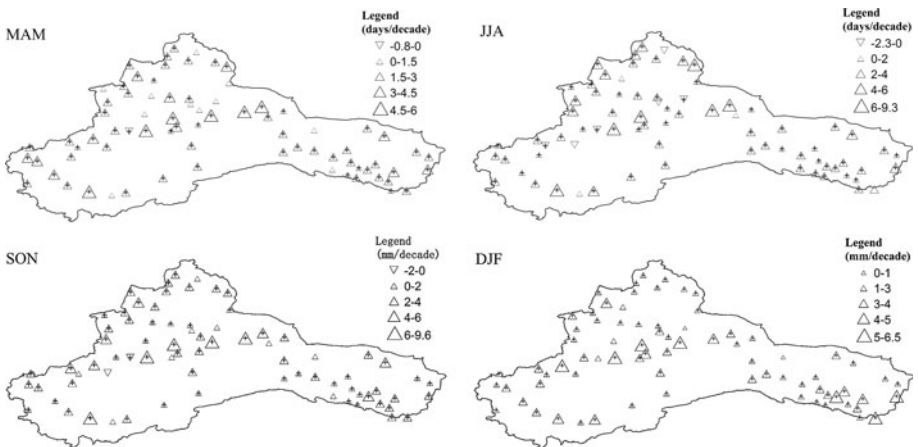 MAM
Legend
(days/decade)
-0.8-0
0-1.5
1.5-3
3-4.5
4.5-6
JJA
Legend
(days/decade)
-2.3-0
0-2
2-4
4-6
6-9.3
SON
Legend
(mm/decade)
-2-0
0-2
2-4
4-6
6-9.6
DJF
Legend
(mm/decade)
0-1
1-3
3-4
4-5
5-6.5